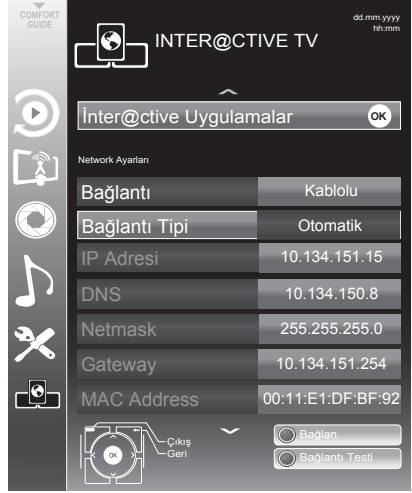 COMFORT
GUIDE
INTER@CTIVE TV
dd.mm.yyyy
hh:mm
İnter@ctive Uygulamalar OK
Network Ayarları
Bağlantı Kablolu
Bağlantı Tipi Otomatik
IP Adresi 10.134.151.15
DNS 10.134.150.8
Netmask 255.255.255.0
Gateway 10.134.151.254
MAC Address 00:11:E1:DF:BF:92
OK
Çıkış
Geri
Bağlan
Bağlantı Testi